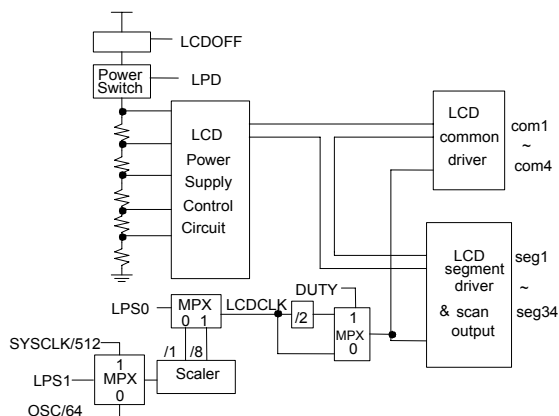 LCDOFF
Power
Switch
LPD
LCD
Power
Supply
Control
Circuit
LCD
common
driver
com1
~
com4
LCD
segment
driver
& scan
output
seg1
~
seg34
LPS0
MPX
0 1
LCDCLK
DUTY
/2
1
MPX
0
SYSCLK/512
/1
/8
LPS1
1
MPX
0
Scaler
OSC/64